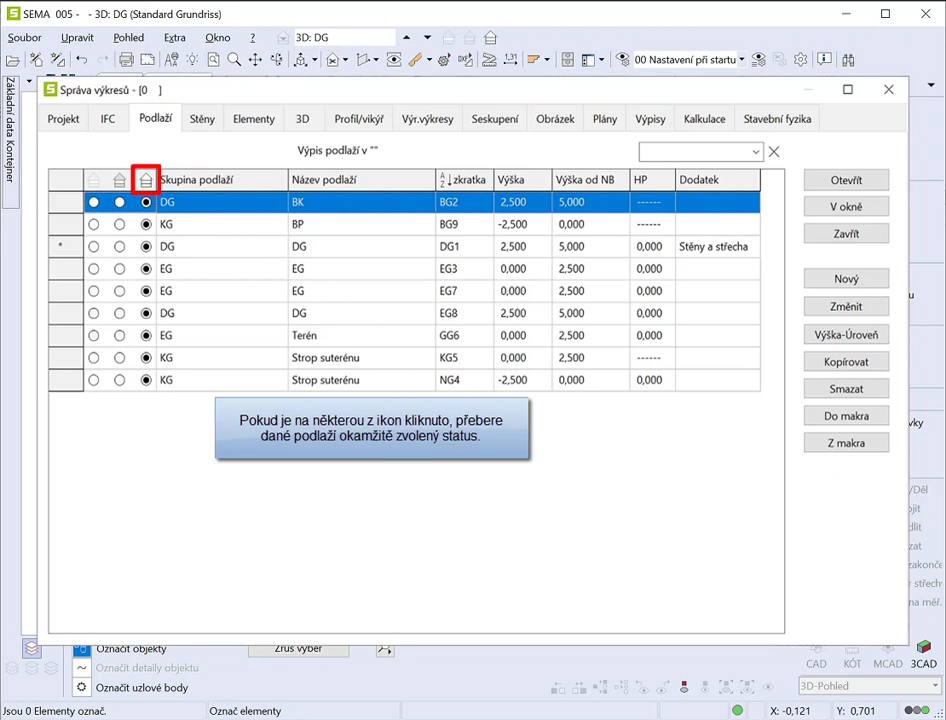 SEMA 005 - - 3D: DG (Standard Grundriss)
Soubor Upravit Pohled Extra Okno ? 3D: DG
00 Nastavení při startu
Základní data Kontejner
Správa výkresů - [0 ]
Projekt IFC Podlaží Stěny Elementy 3D Profil/vikýř Výr.výkresy Seskupení Obrázek Plány Výpisy Kalkulace Stavební fyzika
Výpis podlaží v ""
Skupina podlaží Název podlaží zkratka Výška Výška od NB HP Dodatek
DG BK BG2 2,500 5,000 ------
KG BP BG9 -2,500 0,000 ------
* DG DG DG1 2,500 5,000 0,000 Stěny a střecha
EG EG EG3 0,000 2,500 0,000
EG EG EG7 0,000 2,500 0,000
DG DG EG8 2,500 5,000 0,000
EG Terén GG6 0,000 2,500 0,000
KG Strop suterénu KG5 0,000 2,500 ------
KG Strop suterénu NG4 -2,500 0,000 0,000
Otevřít
V okně
Zavřít
Nový
Změnit
Výška-Úroveň
Kopírovat
Smazat
Do makra
Z makra
Pokud je na některou z ikon kliknuto, přebere
dané podlaží okamžitě zvolený status.
Označit objekty
Označit detaily objektu
Označit uzlové body
Zruš výběr
CAD KÓT MCAD 3CAD
3D-Pohled
Jsou 0 Elementy označ. Označ elementy X: -0,121 Y: 0,701